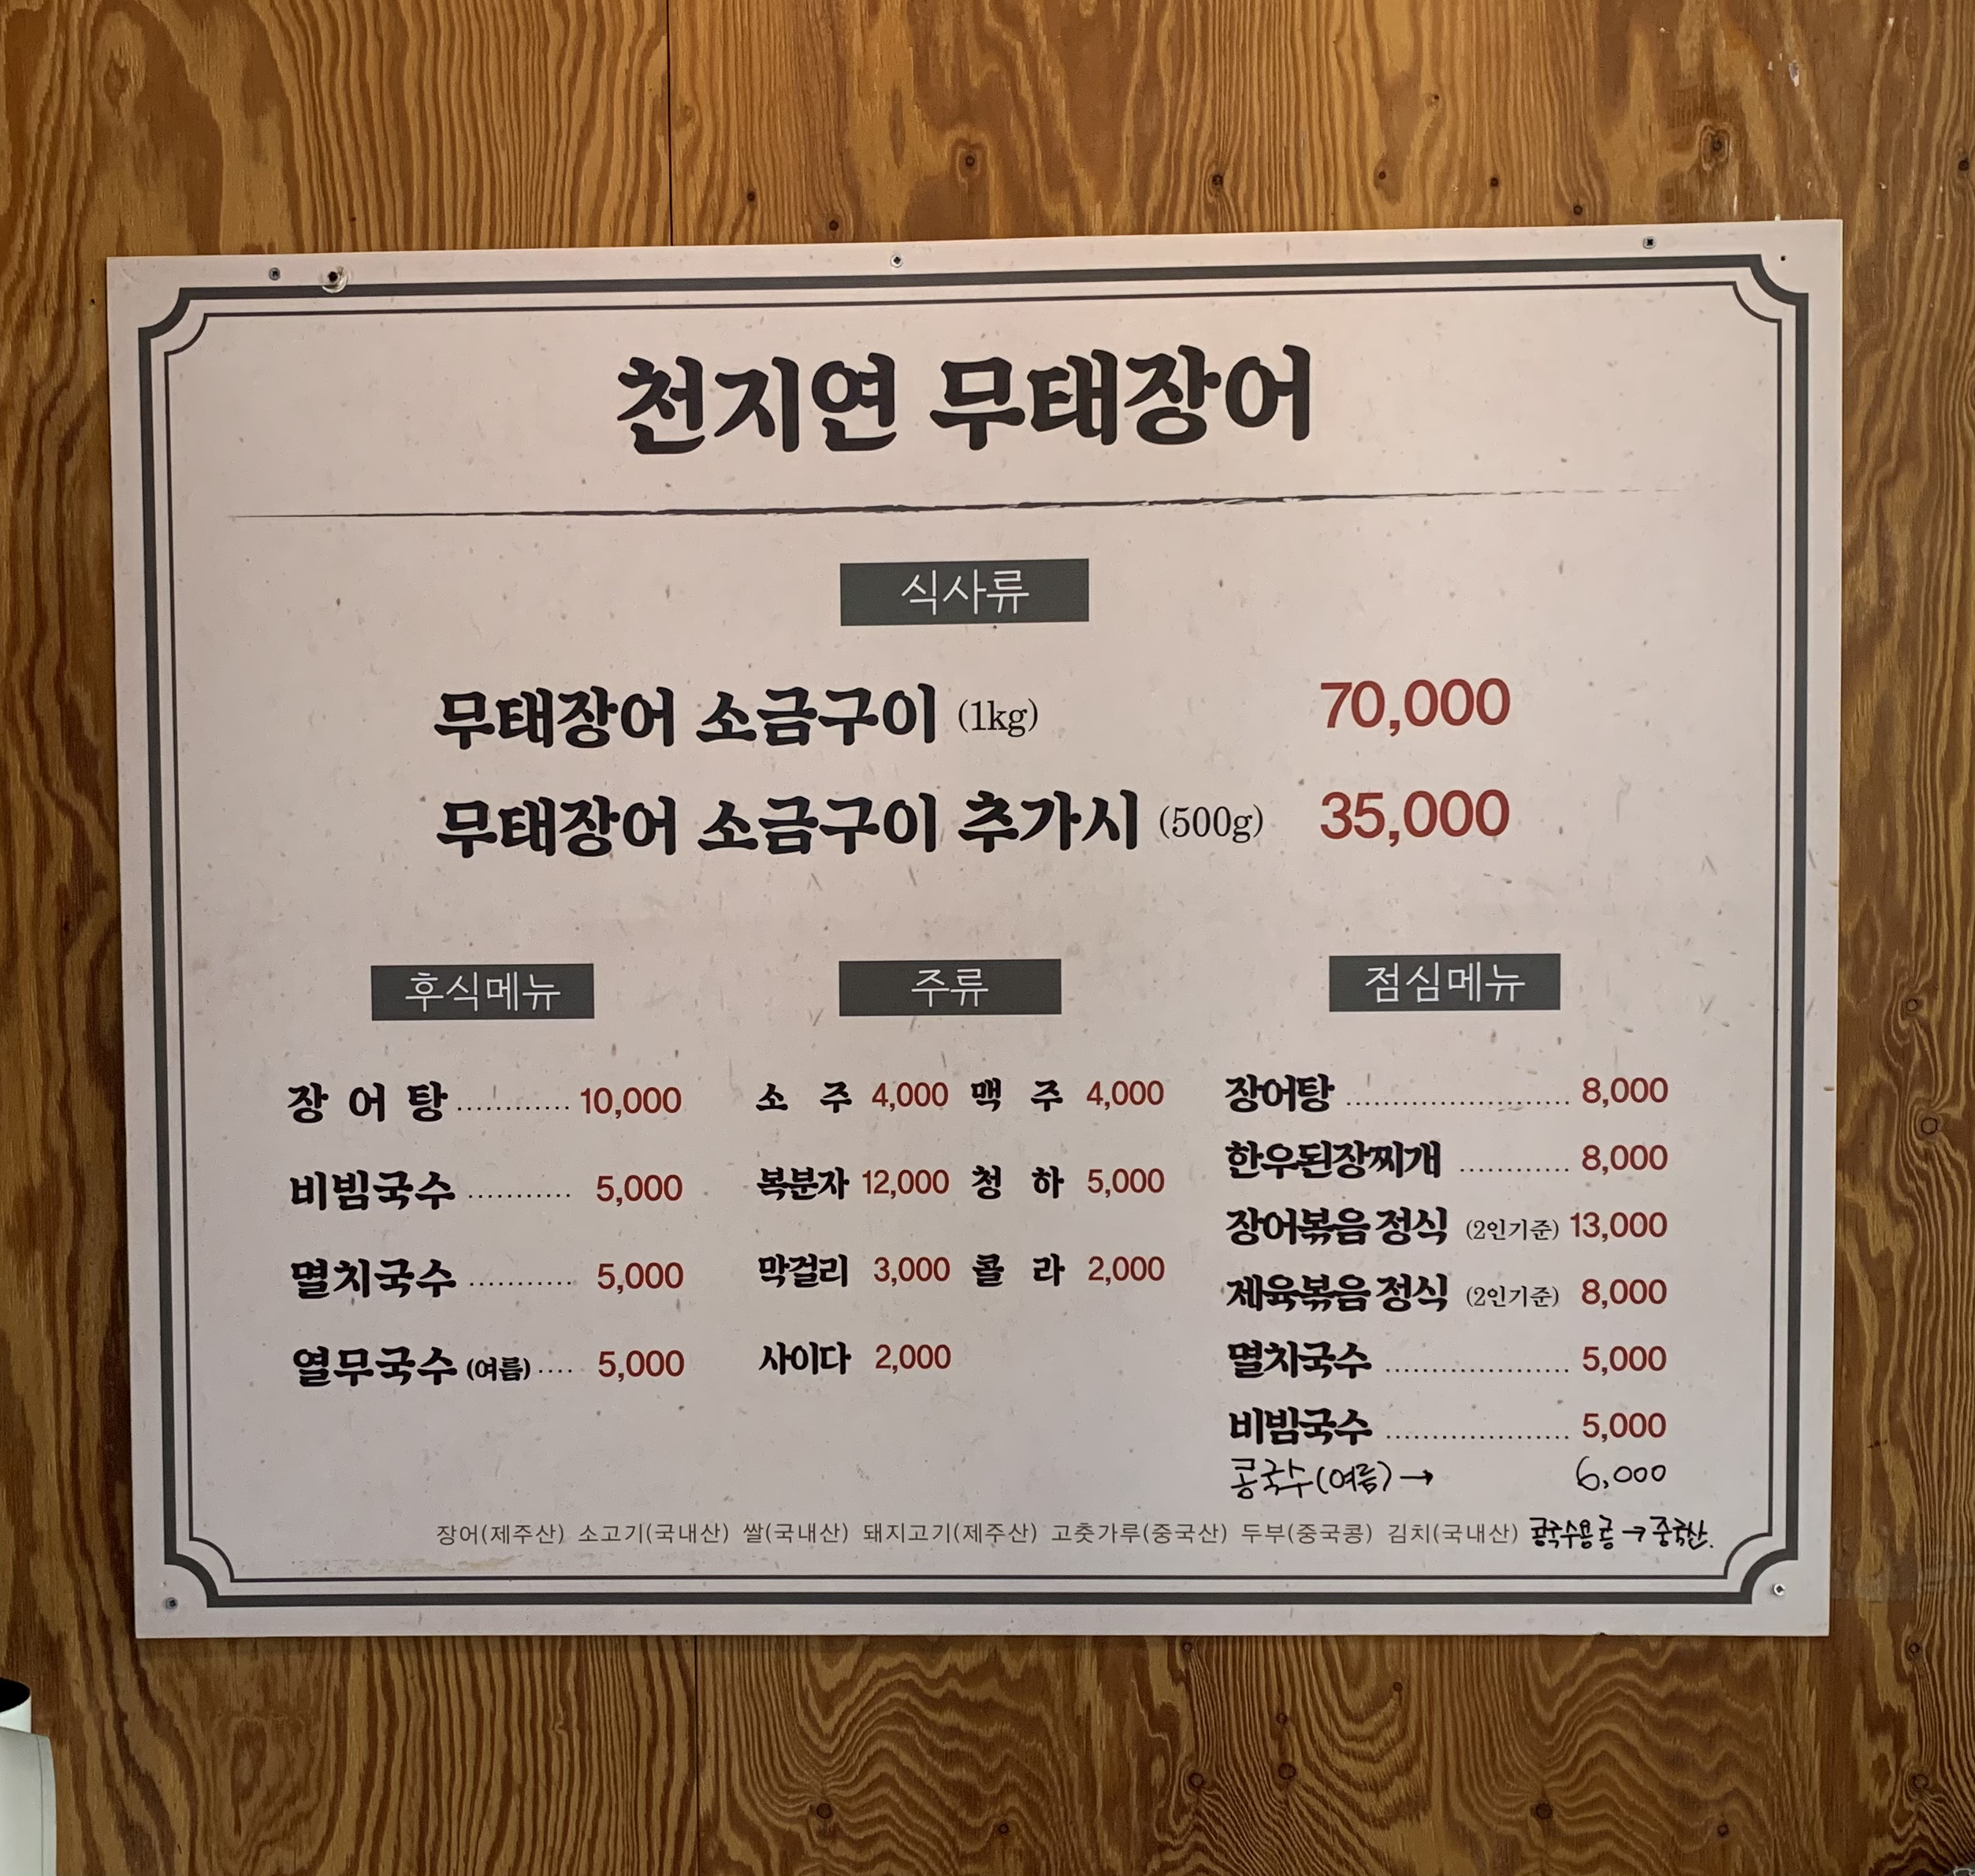 천지연 무태장어
식사류
무태장어 소금구이 (1kg) 70,000
무태장어 소금구이 추가시 (500g) 35,000
후식메뉴
장 어 탕 ............ 10,000
비빔국수 ........... 5,000
멸치국수 ........... 5,000
열무국수 (여름) .... 5,000
주류
소 주 4,000 맥 주 4,000
복분자 12,000 청 하 5,000
막걸리 3,000 콜 라 2,000
사이다 2,000
점심메뉴
장어탕 ........................ 8,000
한우된장찌개 ............ 8,000
장어볶음 정식 (2인기준) 13,000
제육볶음 정식 (2인기준) 8,000
멸치국수 .................... 5,000
비빔국수 .................... 5,000
콩국수(여름) → 6,000
장어(제주산) 소고기(국내산) 쌀(국내산) 돼지고기(제주산) 고춧가루(중국산) 두부(중국콩) 김치(국내산) 콩국수용 콩 → 중국산.